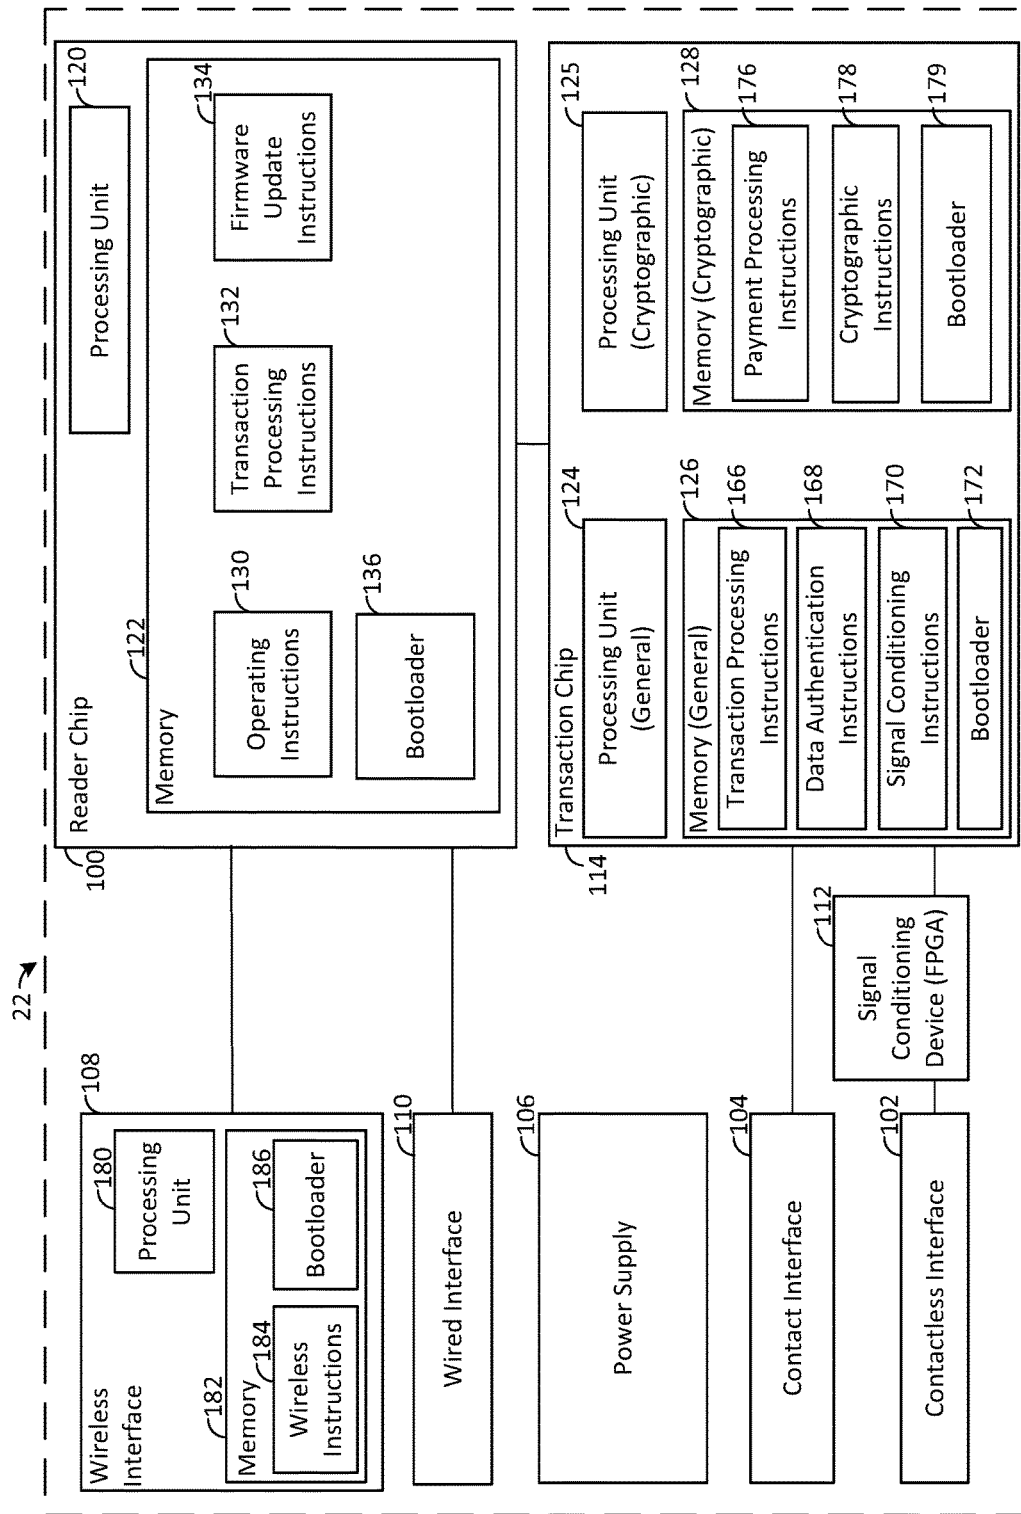 22
Wireless
Interface
108
180
Processing
Unit
182
Memory
184
Wireless
Instructions
186
Bootloader
110
Wired Interface
106
Power Supply
104
Contact Interface
102
Contactless Interface
112
Signal
Conditioning
Device (FPGA)
100
Reader Chip
120
Processing Unit
122
Memory
130
Operating
Instructions
132
Transaction
Processing
Instructions
134
Firmware
Update
Instructions
136
Bootloader
114
Transaction Chip
124
Processing Unit
(General)
125
Processing Unit
(Cryptographic)
126
Memory (General)
166
Transaction Processing
Instructions
168
Data Authentication
Instructions
170
Signal Conditioning
Instructions
172
Bootloader
128
Memory (Cryptographic)
176
Payment Processing
Instructions
178
Cryptographic
Instructions
179
Bootloader